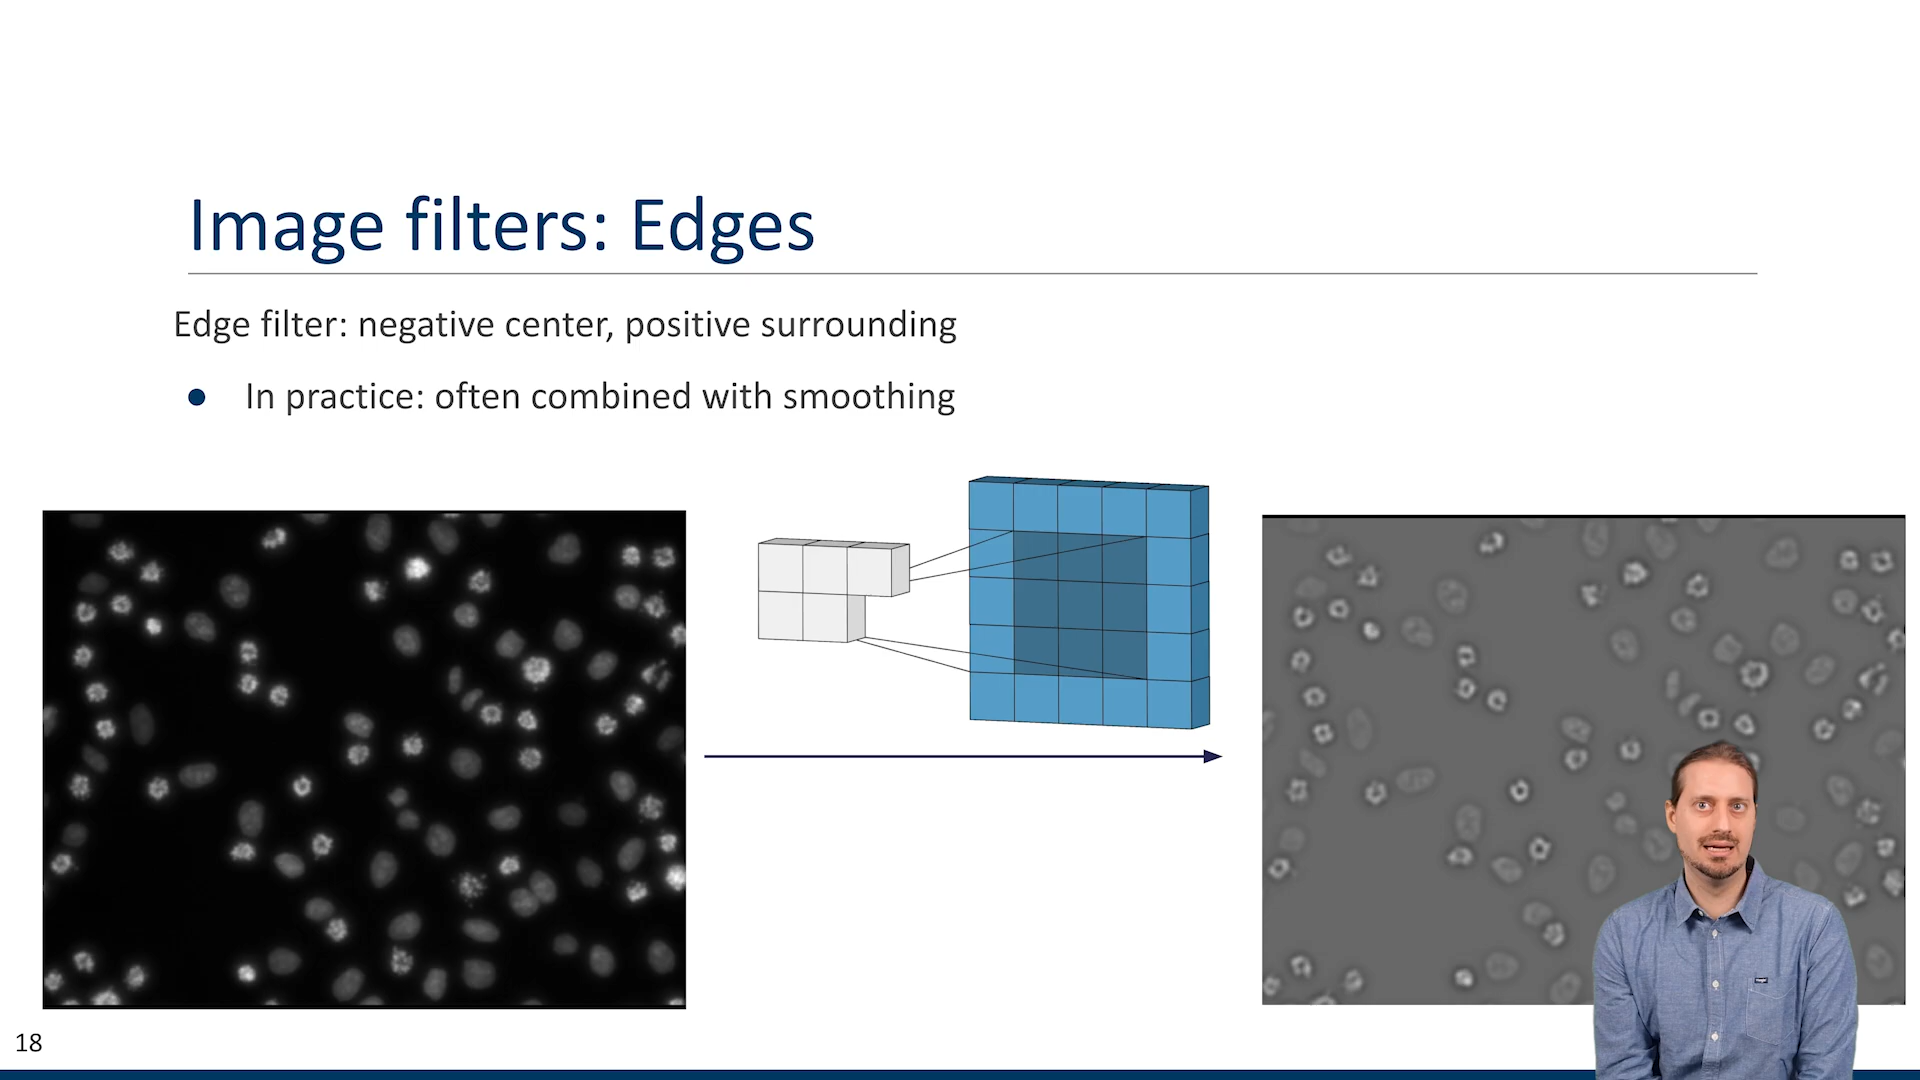 Image filters: Edges
Edge filter: negative center, positive surrounding
● In practice: often combined with smoothing
18